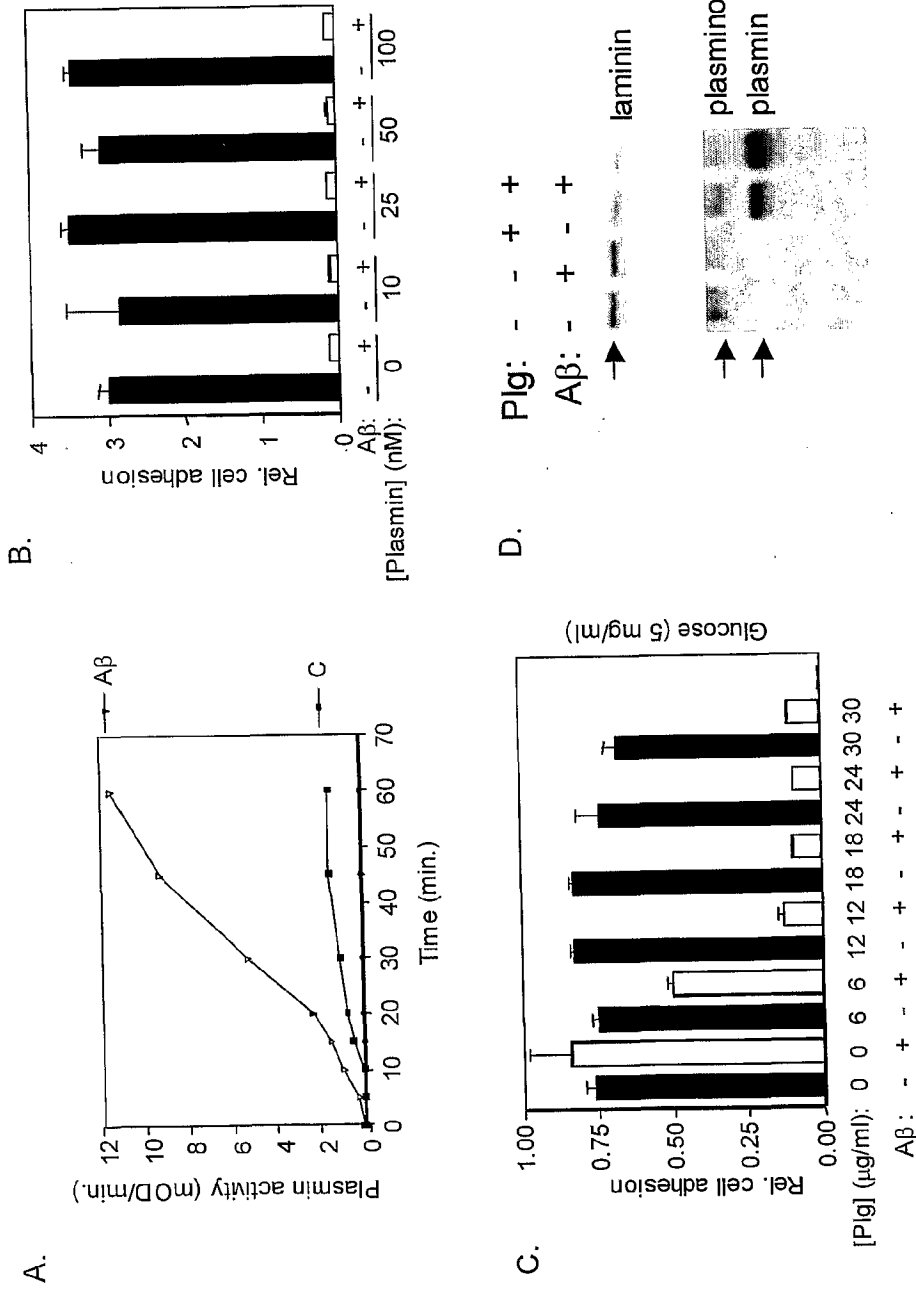 A.
Plasmin activity (mOD/min.)
12
10
8
6
4
2
0
0 10 20 30 40 50 60 70
Time (min.)
Aβ
C
B.
Rel. cell adhesion
4
3
2
1
0
Aβ: - + - + - + - + - +
[Plasmin] (nM): 0 10 25 50 100
C.
Rel. cell adhesion
1.00
0.75
0.50
0.25
0.00
[Plg] (μg/ml): 0 0 6 6 12 12 18 18 24 24 30 30
Aβ: - + - + - + - + - + - +
Glucose (5 mg/ml)
D.
Plg: - - + +
Aβ: - + - +
laminin
plasmino
plasmin